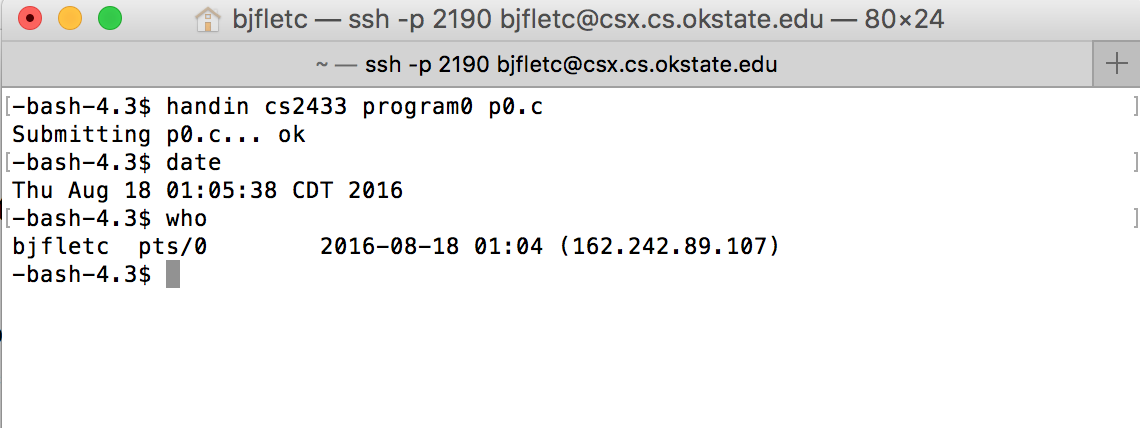 bjfletc — ssh -p 2190 bjfletc@csx.cs.okstate.edu — 80×24
~ — ssh -p 2190 bjfletc@csx.cs.okstate.edu
[-bash-4.3$ handin cs2433 program0 p0.c ]
Submitting p0.c... ok
[-bash-4.3$ date ]
Thu Aug 18 01:05:38 CDT 2016
[-bash-4.3$ who ]
bjfletc  pts/0        2016-08-18 01:04 (162.242.89.107)
-bash-4.3$